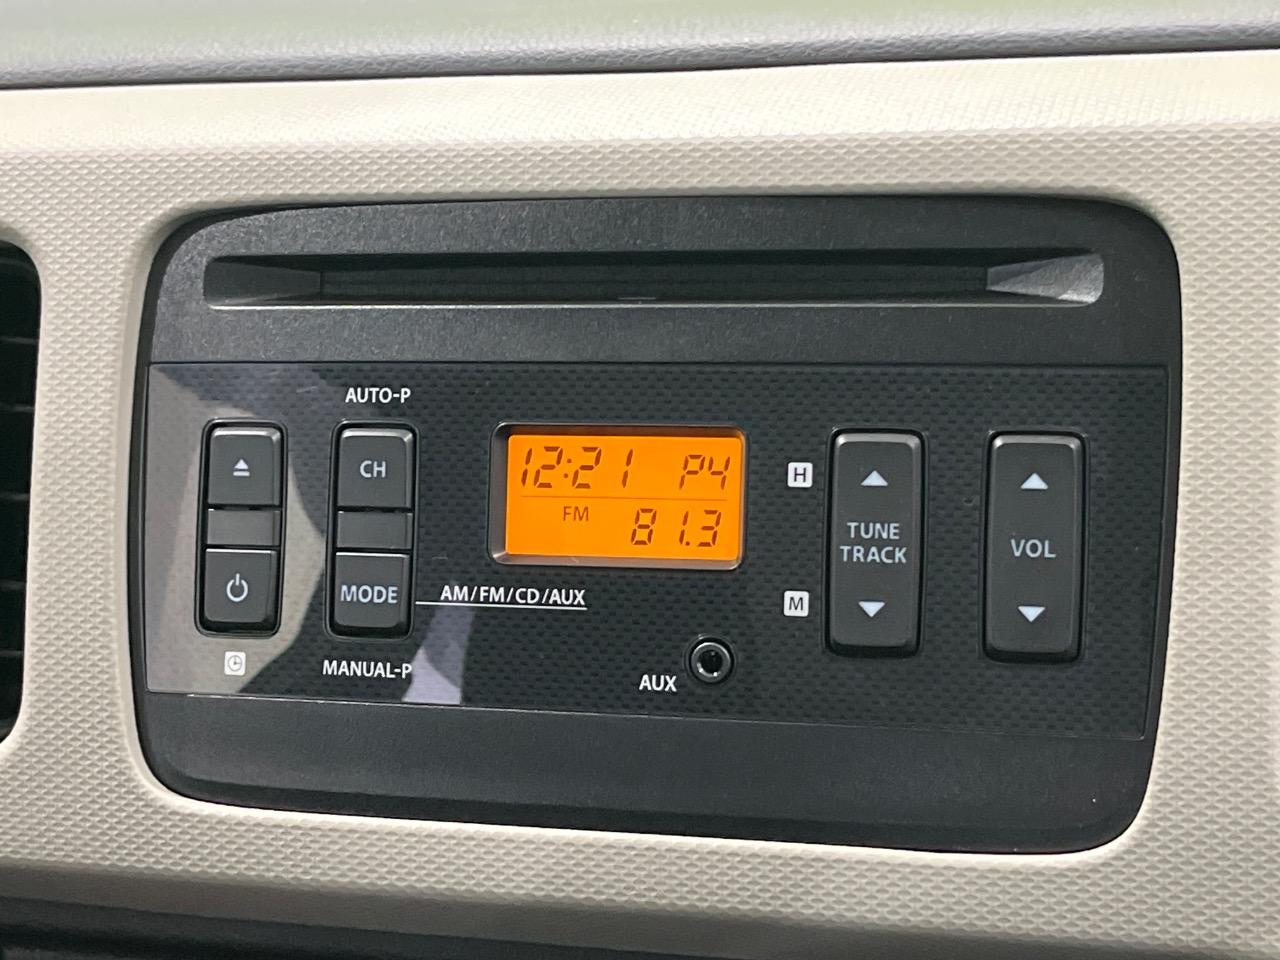 AUTO-P
CH
12:21 P4
FM 81.3
H
TUNE
TRACK
VOL
MODE
AM/FM/CD/AUX
M
MANUAL-P
AUX